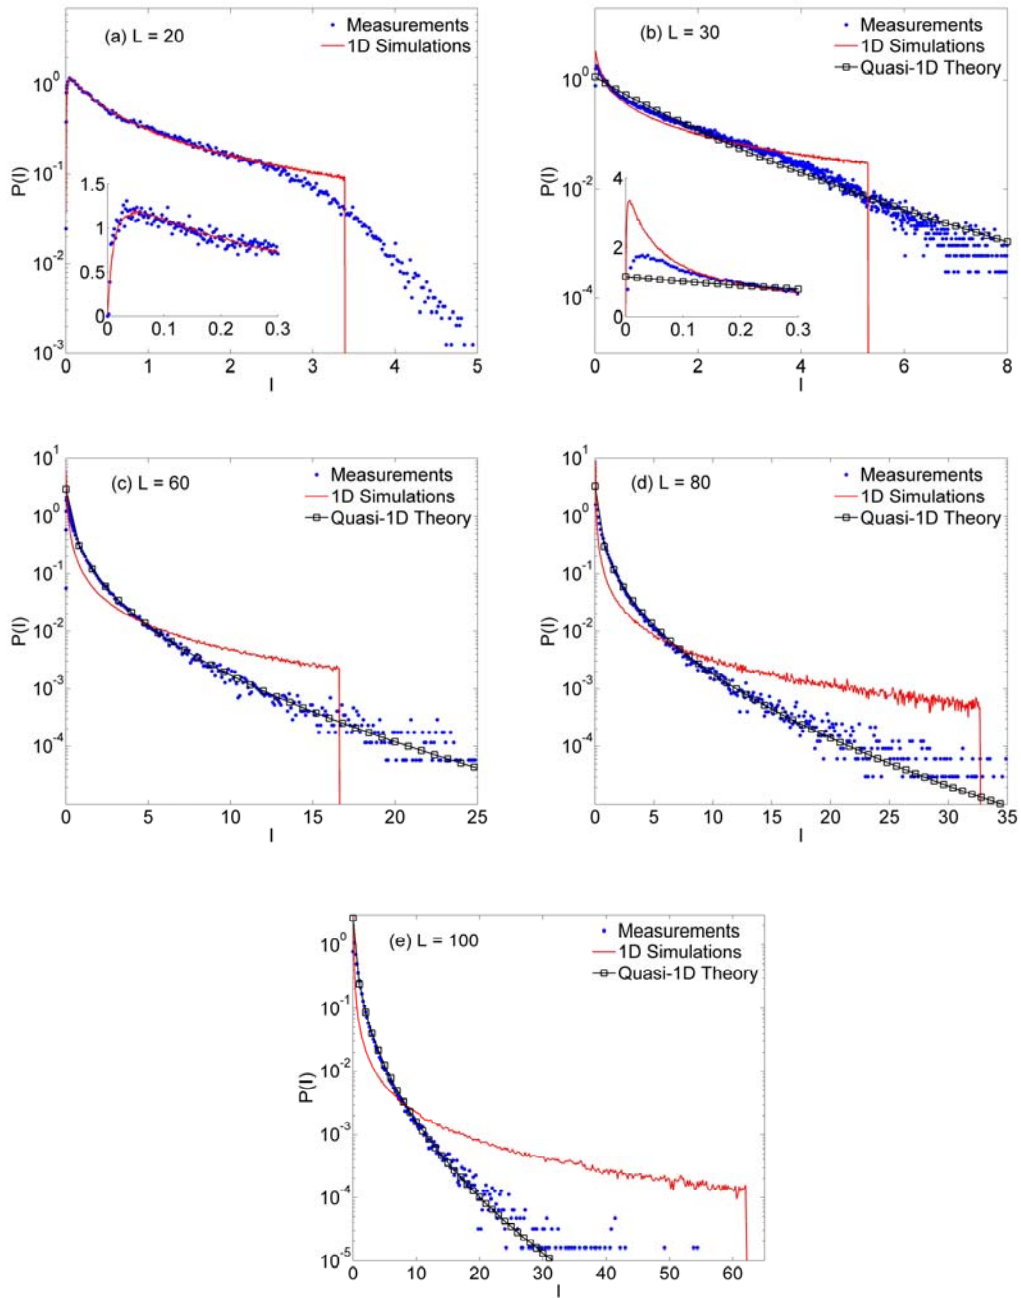 (a) L = 20
Measurements
1D Simulations
P(I)
10^0
10^-1
10^-2
10^-3
0 1 2 3 4 5
I
1.5
1
0.5
0
0 0.1 0.2 0.3
(b) L = 30
Measurements
1D Simulations
Quasi-1D Theory
P(I)
10^0
10^-2
10^-4
0 2 4 6 8
I
4
2
0
0 0.1 0.2 0.3
(c) L = 60
Measurements
1D Simulations
Quasi-1D Theory
P(I)
10^1
10^0
10^-1
10^-2
10^-3
10^-4
0 5 10 15 20 25
I
(d) L = 80
Measurements
1D Simulations
Quasi-1D Theory
P(I)
10^1
10^0
10^-1
10^-2
10^-3
10^-4
0 5 10 15 20 25 30 35
I
(e) L = 100
Measurements
1D Simulations
Quasi-1D Theory
P(I)
10^0
10^-1
10^-2
10^-3
10^-4
10^-5
0 10 20 30 40 50 60
I